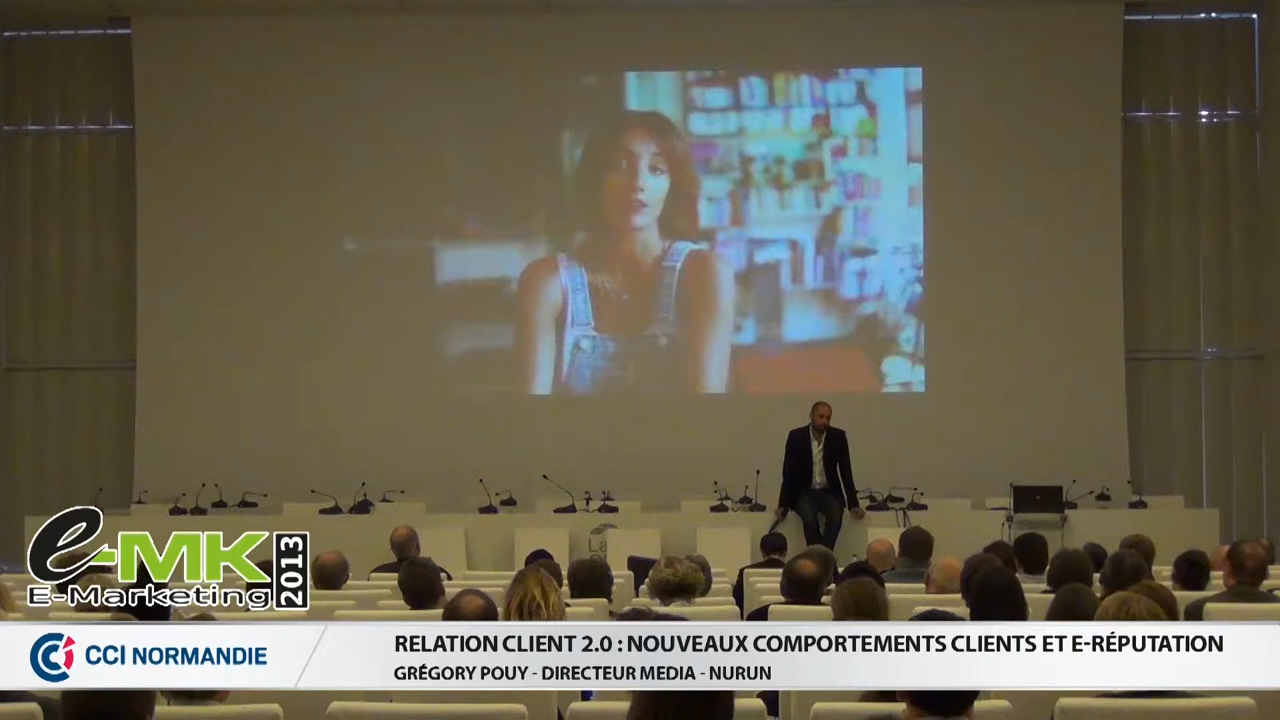 e-MK
E-Marketing
2013
CCI NORMANDIE
RELATION CLIENT 2.0 : NOUVEAUX COMPORTEMENTS CLIENTS ET E-RÉPUTATION
GRÉGORY POUY - DIRECTEUR MEDIA - NURUN